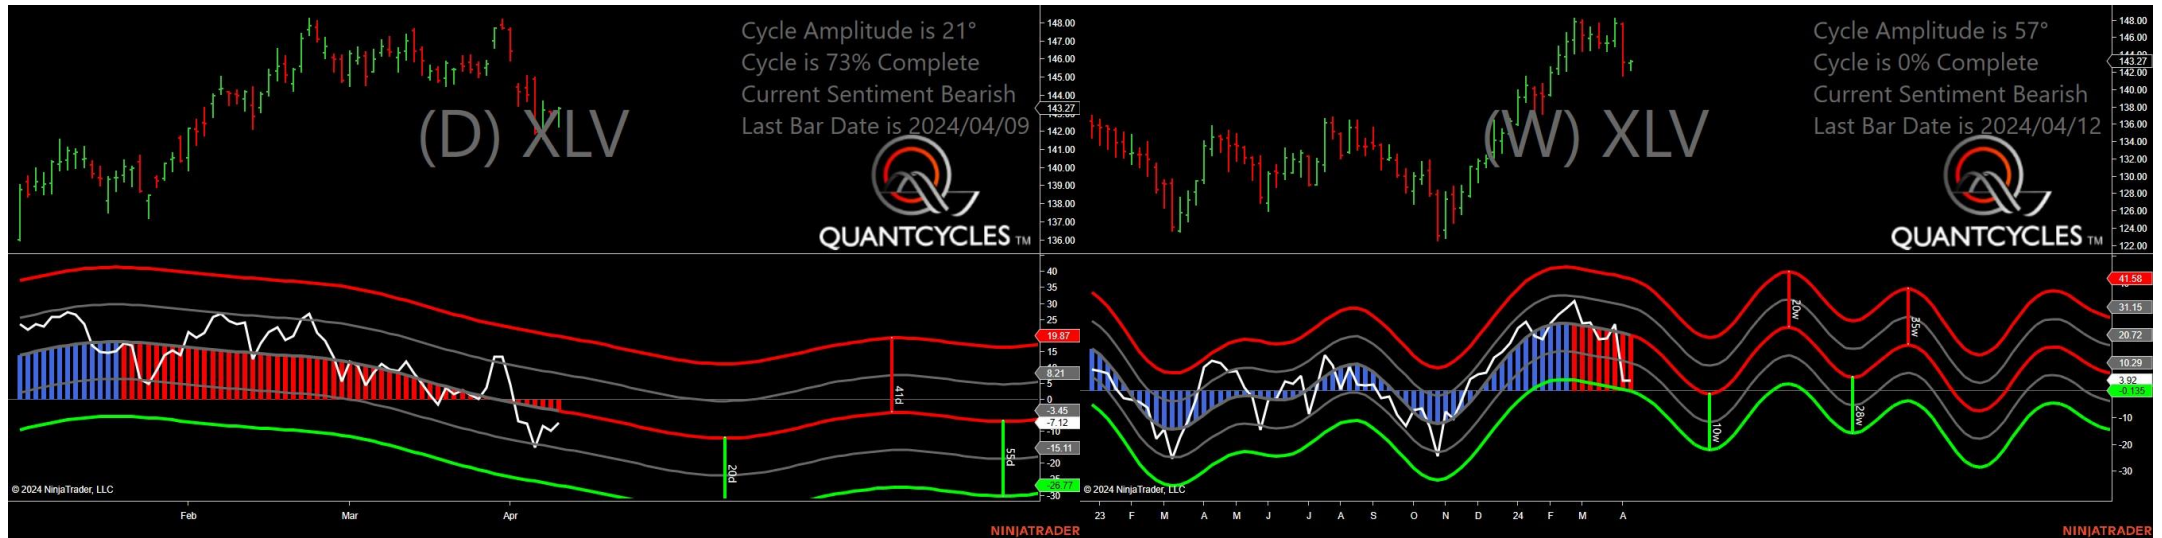 Cycle Amplitude is 21°
Cycle is 73% Complete
Current Sentiment Bearish
Last Bar Date is 2024/04/09
(D) XLV
QUANTCYCLES TM
148.00
147.00
146.00
145.00
144.00
143.27
142.00
141.00
140.00
139.00
138.00
137.00
136.00
40
35
30
25
19.87
15
8.21
5
0
-3.45
-7.12
-10
-15.11
-20
-26.77
-30
41d
20d
55d
© 2024 NinjaTrader, LLC
Feb
Mar
Apr
NINJATRADER
Cycle Amplitude is 57°
Cycle is 0% Complete
Current Sentiment Bearish
Last Bar Date is 2024/04/12
(W) XLV
QUANTCYCLES TM
148.00
146.00
143.27
142.00
140.00
138.00
136.00
134.00
132.00
130.00
128.00
126.00
124.00
122.00
41.58
31.15
20.72
10.29
3.92
-0.135
-10
-20
-30
20w
35w
10w
28w
© 2024 NinjaTrader, LLC
23 F M A M J J A S O N D 24 F M A
NINJATRADER